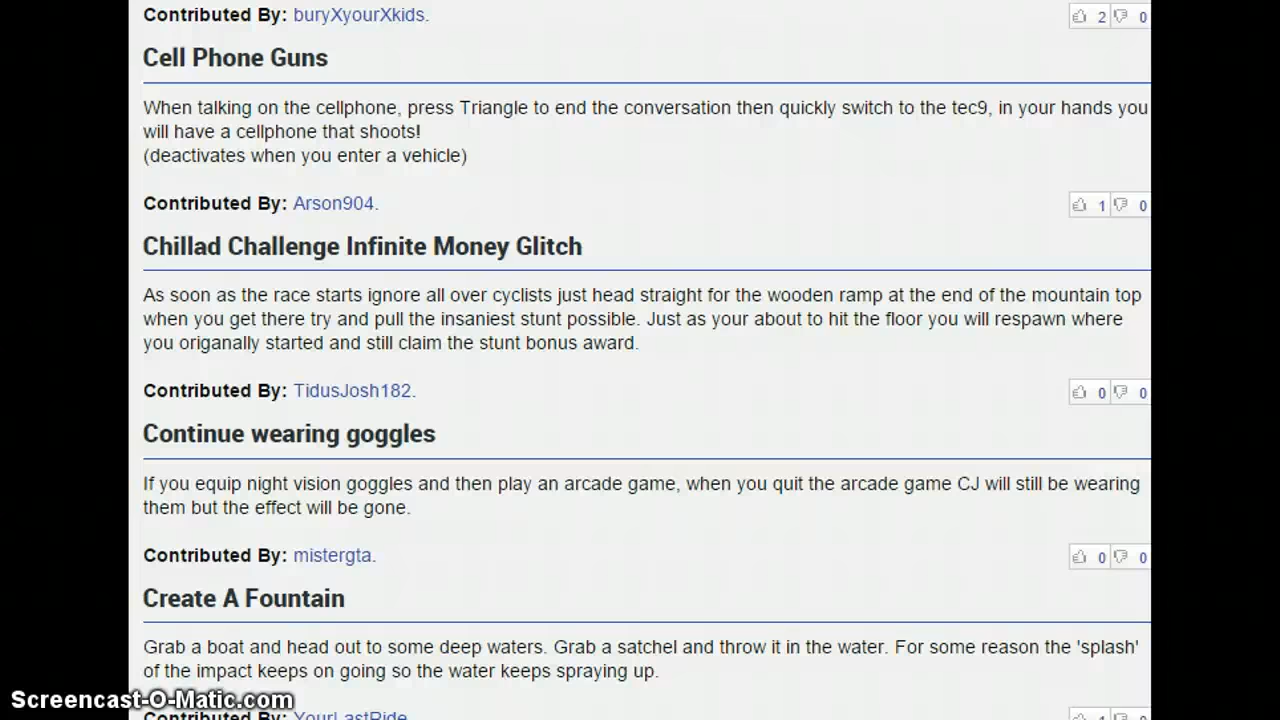 Contributed By: buryXyourXkids.
2 0
Cell Phone Guns
When talking on the cellphone, press Triangle to end the conversation then quickly switch to the tec9, in your hands you
will have a cellphone that shoots!
(deactivates when you enter a vehicle)
Contributed By: Arson904.
1 0
Chillad Challenge Infinite Money Glitch
As soon as the race starts ignore all over cyclists just head straight for the wooden ramp at the end of the mountain top
when you get there try and pull the insaniest stunt possible. Just as your about to hit the floor you will respawn where
you origanally started and still claim the stunt bonus award.
Contributed By: TidusJosh182.
0 0
Continue wearing goggles
If you equip night vision goggles and then play an arcade game, when you quit the arcade game CJ will still be wearing
them but the effect will be gone.
Contributed By: mistergta.
0 0
Create A Fountain
Grab a boat and head out to some deep waters. Grab a satchel and throw it in the water. For some reason the 'splash'
of the impact keeps on going so the water keeps spraying up.
Screencast-O-Matic.com
Contributed By: YourLastRide
1 0